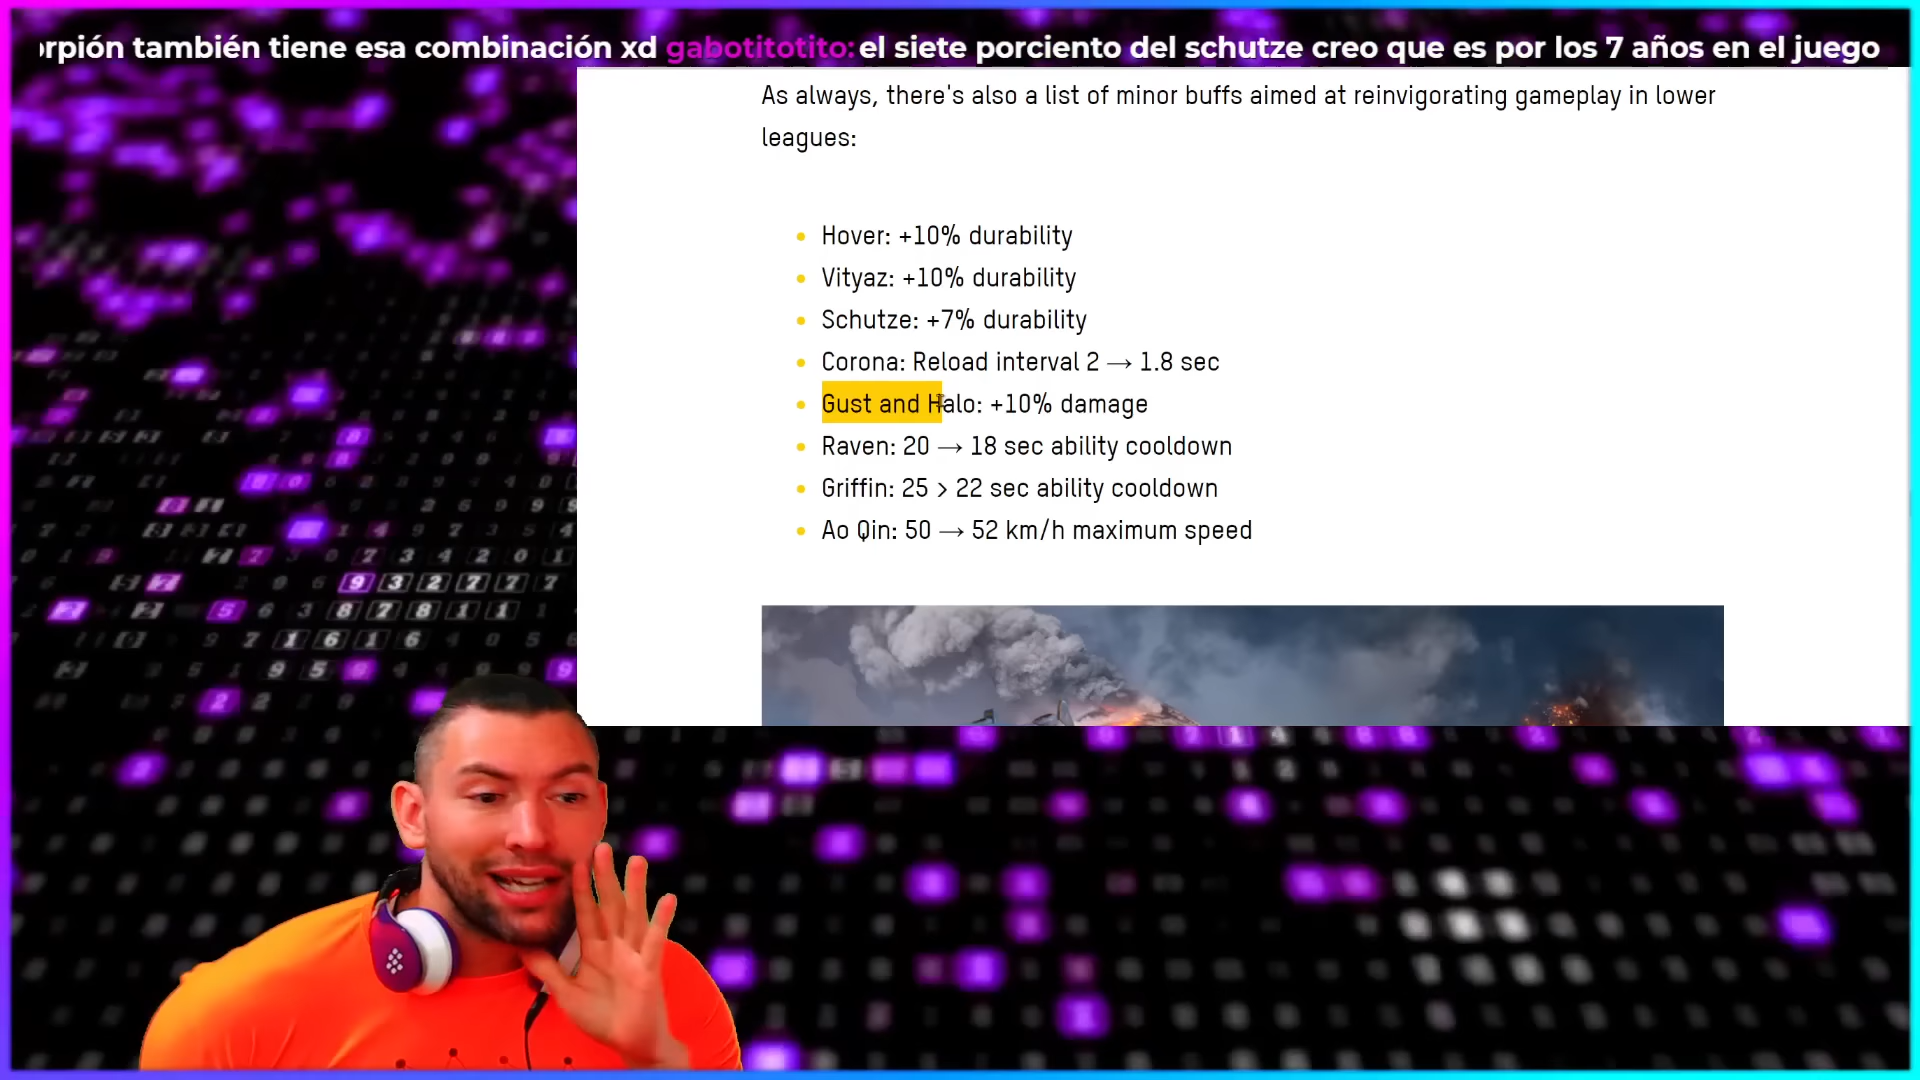 orpión también tiene esa combinación xd gabotitotito: el siete porciento del schutze creo que es por los 7 años en el juego
As always, there's also a list of minor buffs aimed at reinvigorating gameplay in lower
leagues:
Hover: +10% durability
Vityaz: +10% durability
Schutze: +7% durability
Corona: Reload interval 2 → 1.8 sec
Gust and Halo: +10% damage
Raven: 20 → 18 sec ability cooldown
Griffin: 25 > 22 sec ability cooldown
Ao Qin: 50 → 52 km/h maximum speed